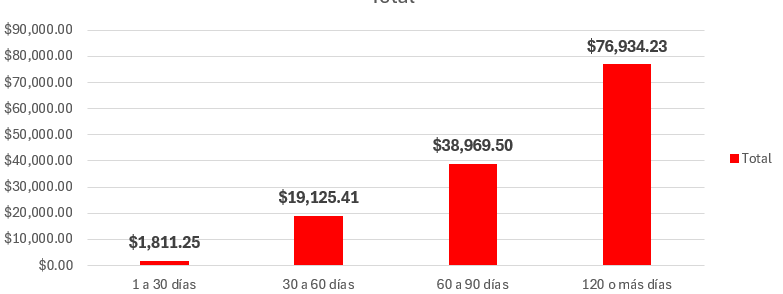 Total
$90,000.00
$80,000.00
$70,000.00
$60,000.00
$50,000.00
$40,000.00
$30,000.00
$20,000.00
$10,000.00
$0.00
$1,811.25
$19,125.41
$38,969.50
$76,934.23
1 a 30 días
30 a 60 días
60 a 90 días
120 o más días
Total